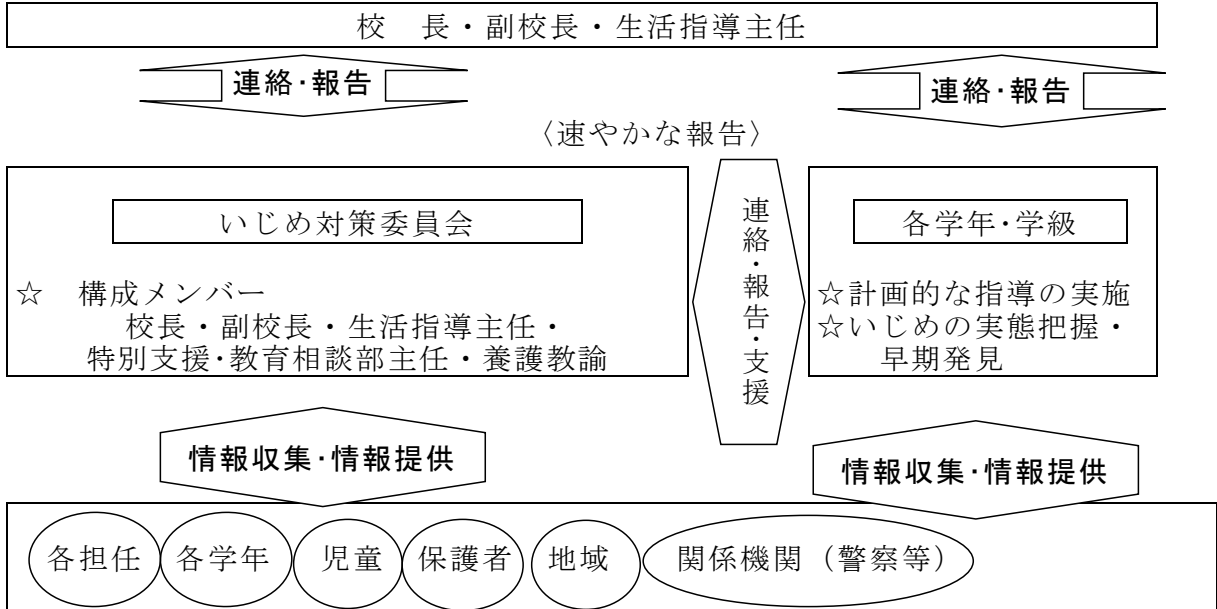 校　長・副校長・生活指導主任
連絡･報告
連絡･報告
〈速やかな報告〉
いじめ対策委員会
☆　構成メンバー
校長・副校長・生活指導主任・
特別支援･教育相談部主任・養護教諭
連絡・報告・支援
各学年･学級
☆計画的な指導の実施
☆いじめの実態把握・
早期発見
情報収集･情報提供
情報収集･情報提供
各担任　各学年　児童　保護者　地域　関係機関（警察等）